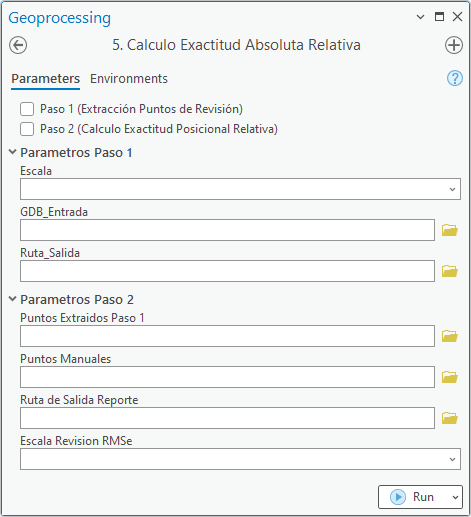 Geoprocessing
5. Calculo Exactitud Absoluta Relativa
Parameters Environments
Paso 1 (Extracción Puntos de Revisión)
Paso 2 (Calculo Exactitud Posicional Relativa)
Parametros Paso 1
Escala
GDB_Entrada
Ruta_Salida
Parametros Paso 2
Puntos Extraidos Paso 1
Puntos Manuales
Ruta de Salida Reporte
Escala Revision RMSe
Run